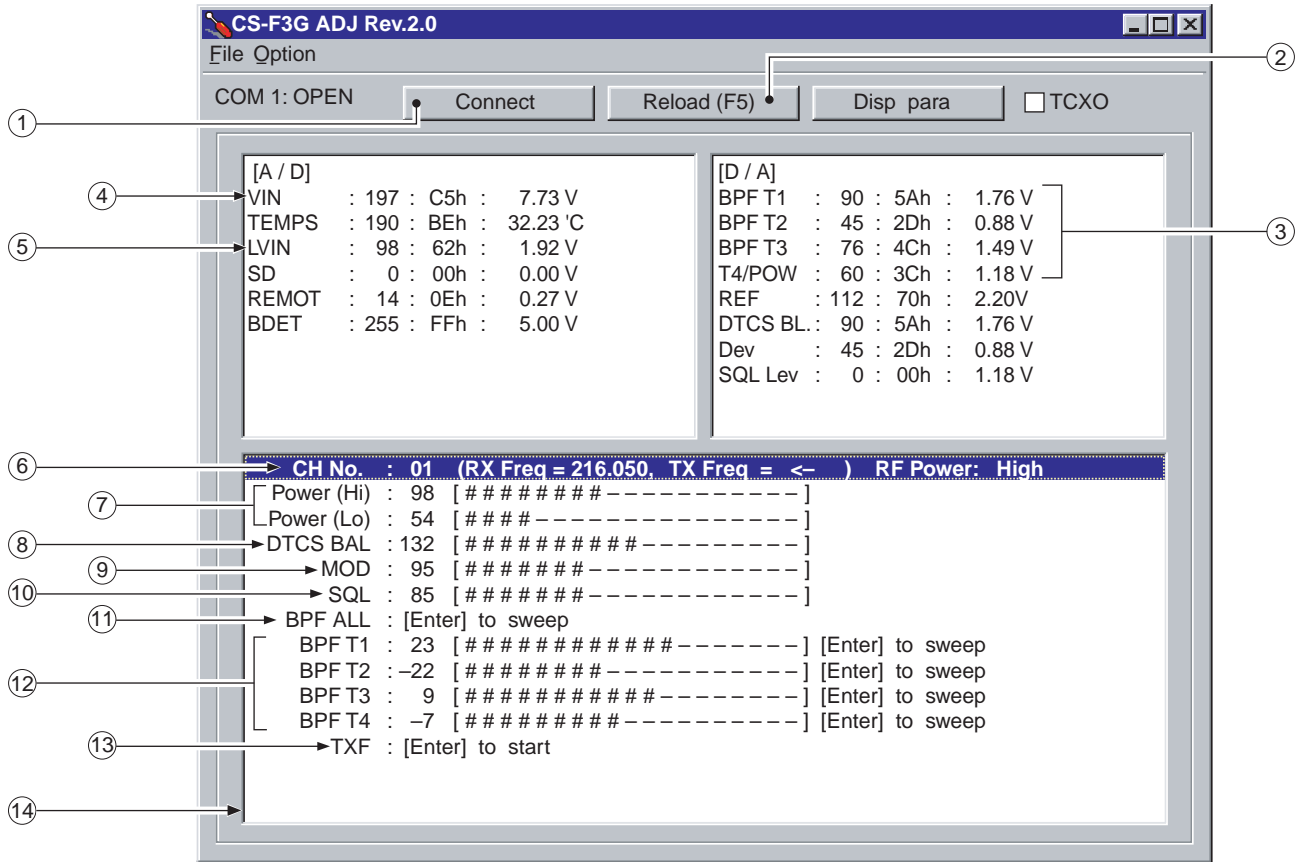 CS-F3G ADJ Rev.2.0
File Option
②
COM 1: OPEN Connect Reload (F5) Disp para TCXO
①
[A / D]
④ VIN : 197 : C5h : 7.73 V
TEMPS : 190 : BEh : 32.23 'C
⑤ LVIN : 98 : 62h : 1.92 V
SD : 0 : 00h : 0.00 V
REMOT : 14 : 0Eh : 0.27 V
BDET : 255 : FFh : 5.00 V
[D / A]
BPF T1 : 90 : 5Ah : 1.76 V
BPF T2 : 45 : 2Dh : 0.88 V
BPF T3 : 76 : 4Ch : 1.49 V
T4/POW : 60 : 3Ch : 1.18 V
③
REF : 112 : 70h : 2.20V
DTCS BL. : 90 : 5Ah : 1.76 V
Dev : 45 : 2Dh : 0.88 V
SQL Lev : 0 : 00h : 1.18 V
⑥ CH No. : 01 (RX Freq = 216.050, TX Freq = <– ) RF Power: High
⑦
Power (Hi) : 98 [ # # # # # # # # – – – – – – – – – – – – ]
Power (Lo) : 54 [ # # # # – – – – – – – – – – – – – – – – ]
⑧ DTCS BAL : 132 [ # # # # # # # # # # – – – – – – – – – – ]
⑨ MOD : 95 [ # # # # # # # – – – – – – – – – – – – – ]
⑩ SQL : 85 [ # # # # # # # – – – – – – – – – – – – – ]
⑪ BPF ALL : [Enter] to sweep
⑫
BPF T1 : 23 [ # # # # # # # # # # # # – – – – – – – – ] [Enter] to sweep
BPF T2 : –22 [ # # # # # # # # – – – – – – – – – – – – ] [Enter] to sweep
BPF T3 : 9 [ # # # # # # # # # # # – – – – – – – – – ] [Enter] to sweep
BPF T4 : –7 [ # # # # # # # # # – – – – – – – – – – – ] [Enter] to sweep
⑬ TXF : [Enter] to start
⑭